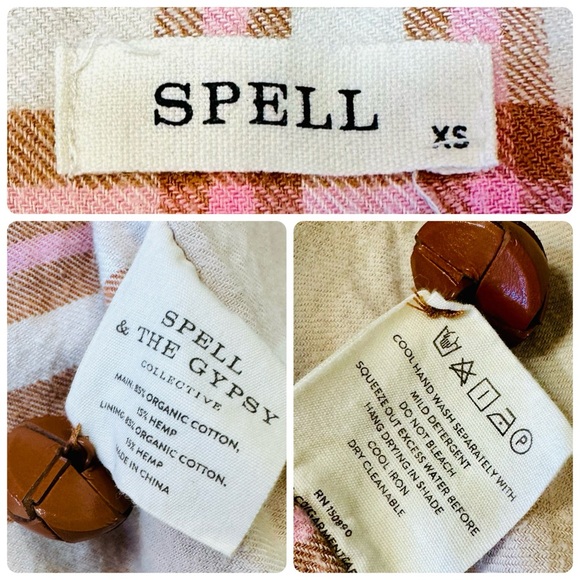 SPELL
XS
SPELL
& THE GYPSY
COLLECTIVE
MAIN: 85% ORGANIC COTTON,
15% HEMP
LINING: 85% ORGANIC COTTON,
15% HEMP
MADE IN CHINA
COOL HAND WASH SEPARATELY WITH
MILD DETERGENT
DO NOT BLEACH
SQUEEZE OUT EXCESS WATER BEFORE
HANG DRYING IN SHADE
COOL IRON
DRY CLEANABLE
RN 150890